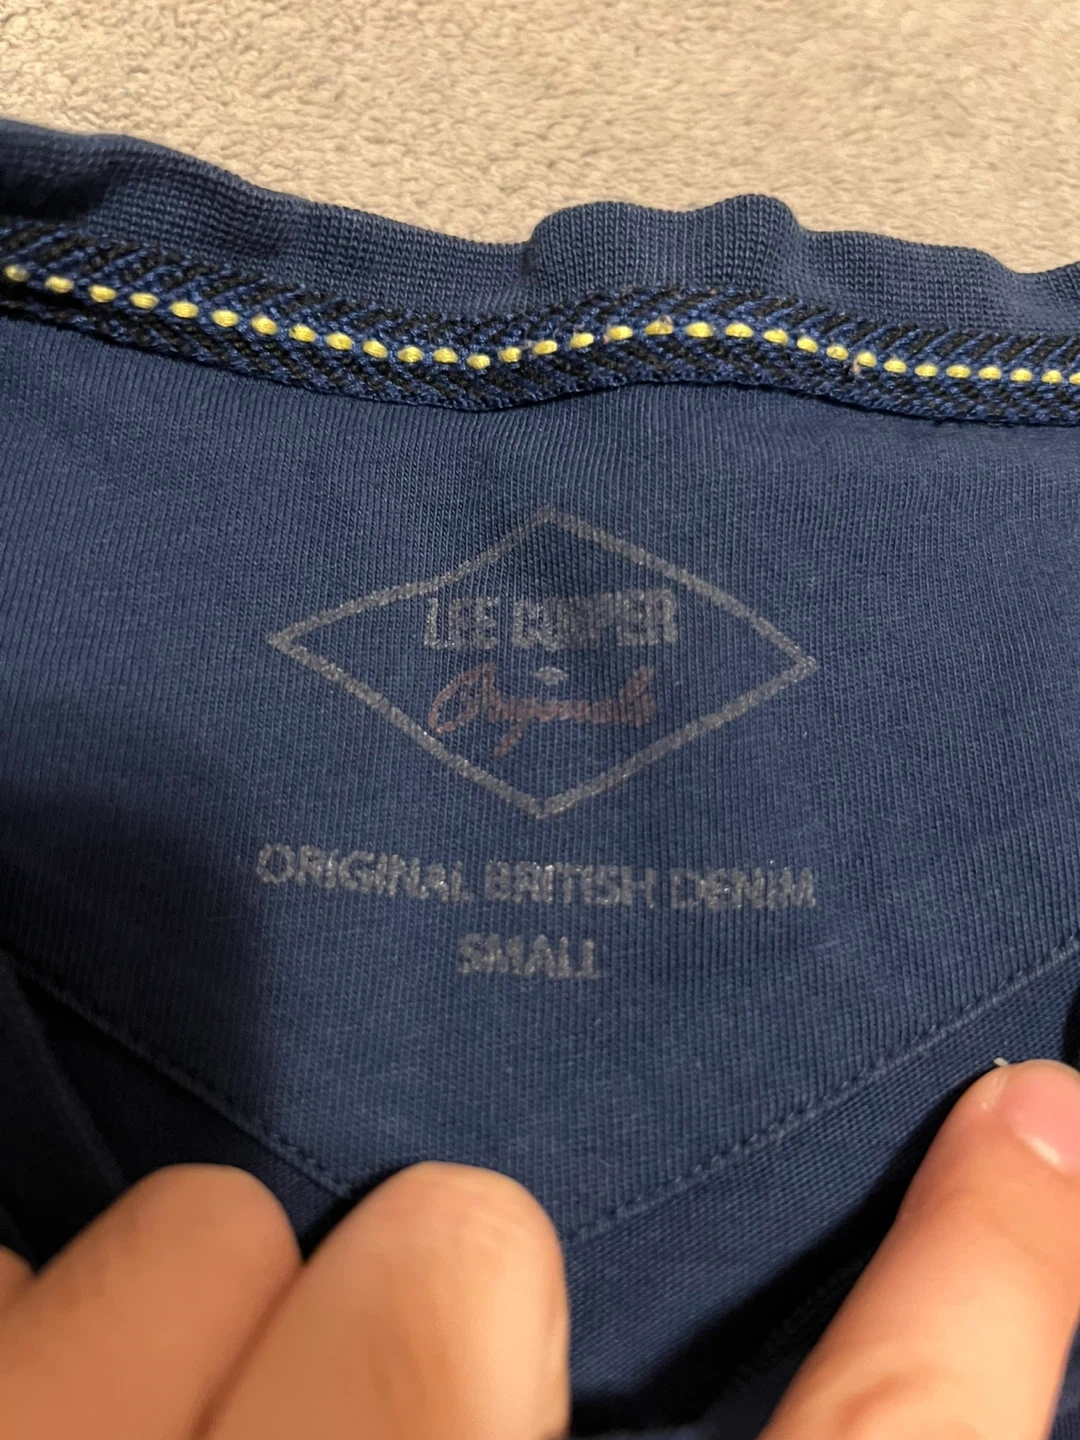 LEE COOPER
Originals
ORIGINAL BRITISH DENIM
SMALL